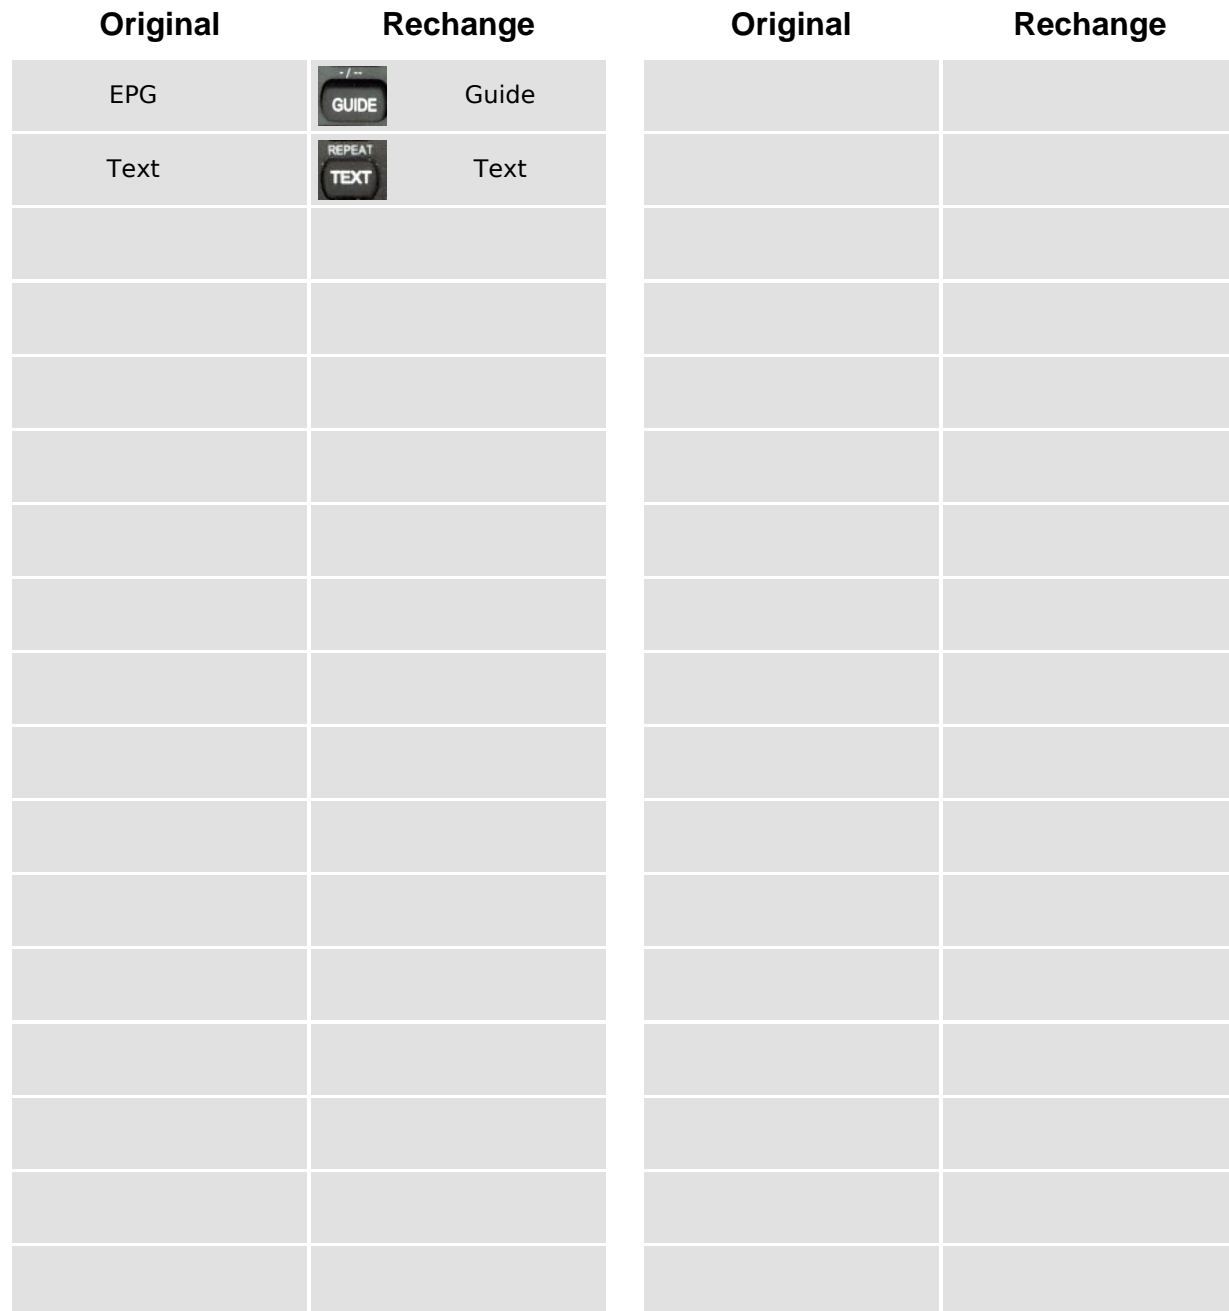 Original Rechange Original Rechange
EPG - / -- GUIDE Guide
Text REPEAT TEXT Text